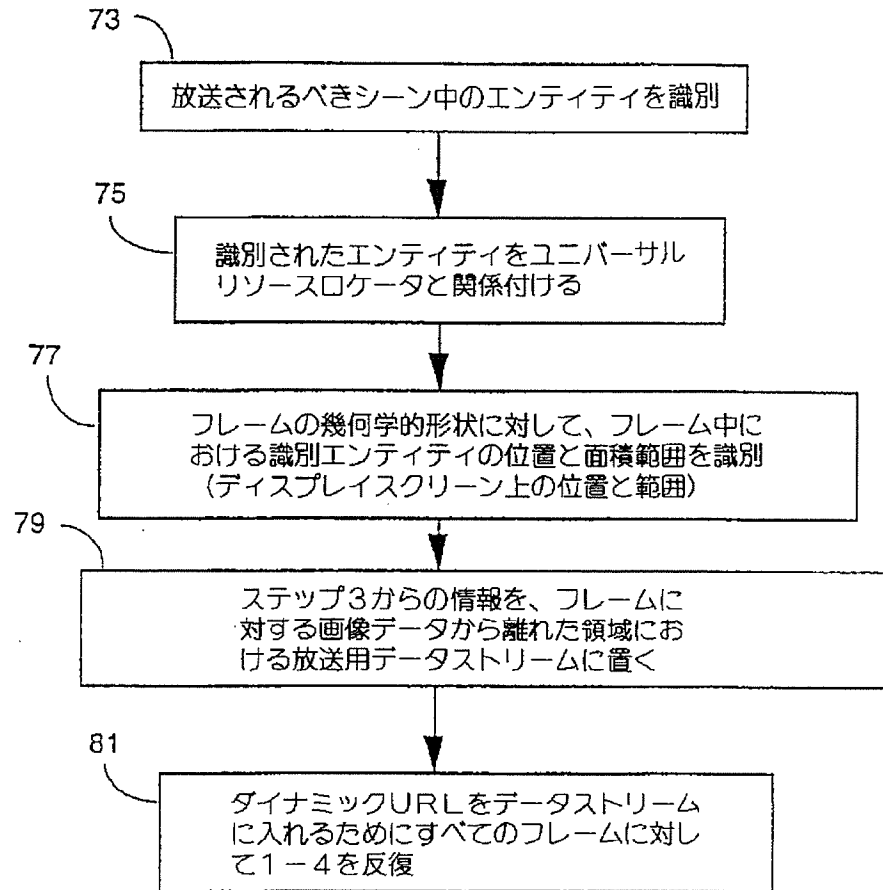 73
放送されるべきシーン中のエンティティを識別
75
識別されたエンティティをユニバーサル
リソースロケータと関係付ける
77
フレームの幾何学的形状に対して、フレーム中に
おける識別エンティティの位置と面積範囲を識別
(ディスプレイスクリーン上の位置と範囲)
79
ステップ3からの情報を、フレームに
対する画像データから離れた領域にお
ける放送用データストリームに置く
81
ダイナミックURLをデータストリーム
に入れるためにすべてのフレームに対し
て1-4を反復